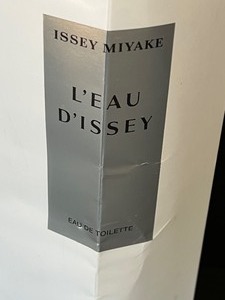 ISSEY MIYAKE
L'EAU
D'ISSEY
EAU DE TOILETTE